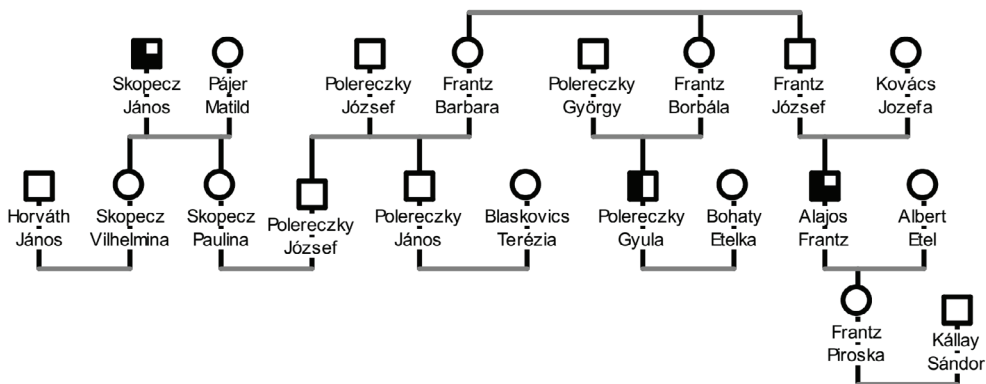 Skopecz
János
Pájer
Matild
Polereczky
József
Frantz
Barbara
Polereczky
György
Frantz
Borbála
Frantz
József
Kovács
Jozefa
Horváth
János
Skopecz
Vilhelmina
Skopecz
Paulina
Polereczky
József
Polereczky
János
Blaskovics
Terézia
Polereczky
Gyula
Bohaty
Etelka
Alajos
Frantz
Albert
Etel
Frantz
Piroska
Kállay
Sándor